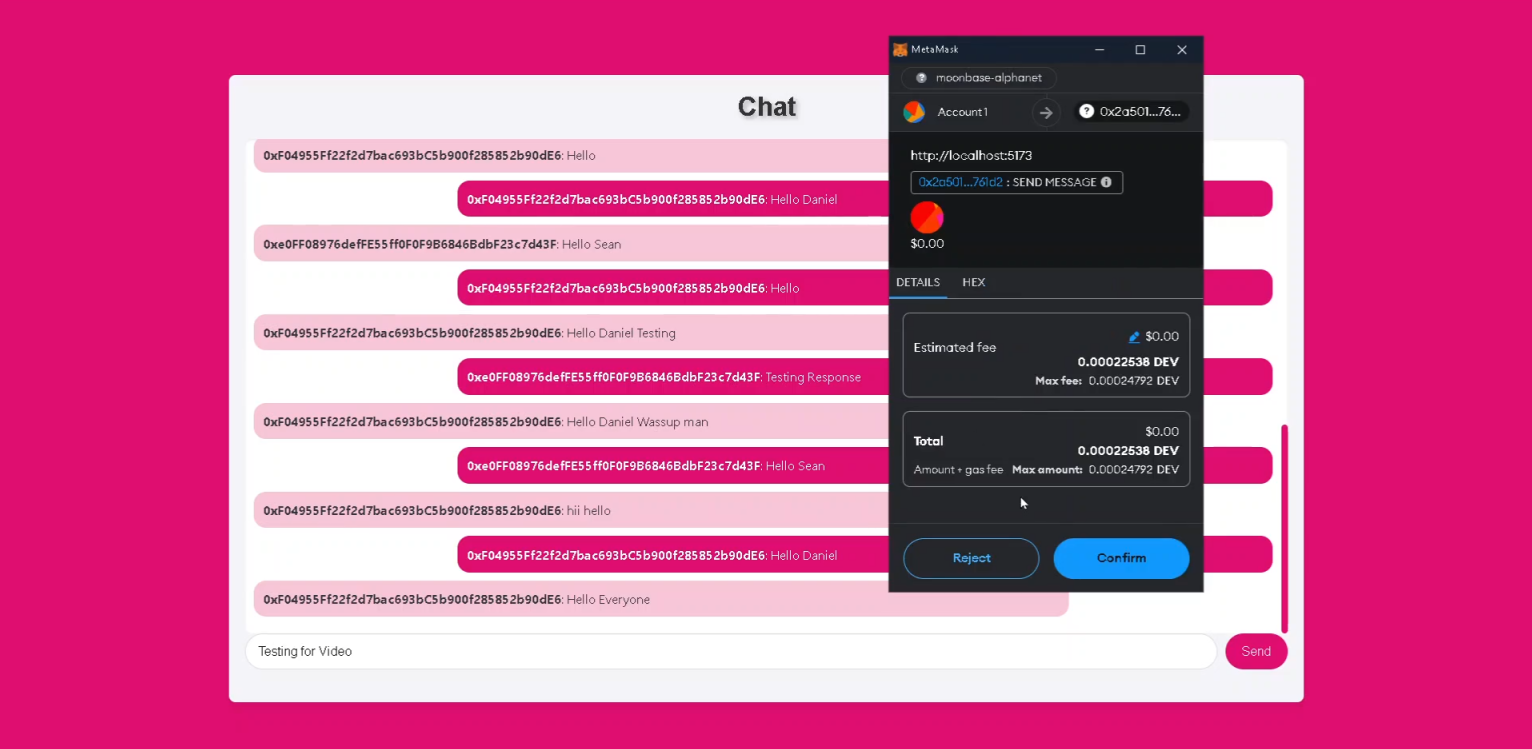 Chat
0xF04955Ff22f2d7bac693bC5b900f285852b90dE6: Hello
0xF04955Ff22f2d7bac693bC5b900f285852b90dE6: Hello Daniel
0xe0FF08976defFE55ff0F0F9B6846BdbF23c7d43F: Hello Sean
0xF04955Ff22f2d7bac693bC5b900f285852b90dE6: Hello
0xF04955Ff22f2d7bac693bC5b900f285852b90dE6: Hello Daniel Testing
0xe0FF08976defFE55ff0F0F9B6846BdbF23c7d43F: Testing Response
0xF04955Ff22f2d7bac693bC5b900f285852b90dE6: Hello Daniel Wassup man
0xe0FF08976defFE55ff0F0F9B6846BdbF23c7d43F: Hello Sean
0xF04955Ff22f2d7bac693bC5b900f285852b90dE6: hii hello
0xF04955Ff22f2d7bac693bC5b900f285852b90dE6: Hello Daniel
0xF04955Ff22f2d7bac693bC5b900f285852b90dE6: Hello Everyone
Testing for Video
Send
MetaMask
moonbase-alphanet
Account 1
0x2a501...76...
http://localhost:5173
0x2a501...761d2 : SEND MESSAGE
$0.00
DETAILS HEX
Estimated fee
$0.00
0.00022538 DEV
Max fee: 0.00024792 DEV
Total
$0.00
0.00022538 DEV
Amount + gas fee Max amount: 0.00024792 DEV
Reject Confirm